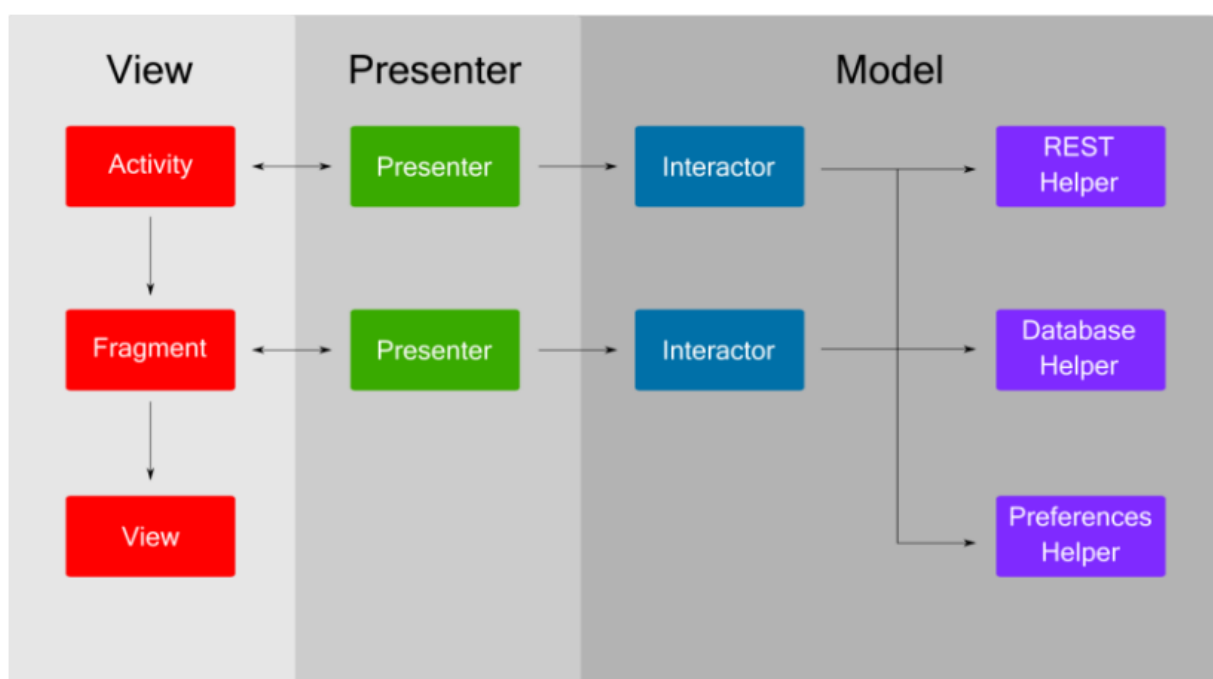 View
Presenter
Model
Activity
Presenter
Interactor
REST
Helper
Fragment
Presenter
Interactor
Database
Helper
View
Preferences
Helper